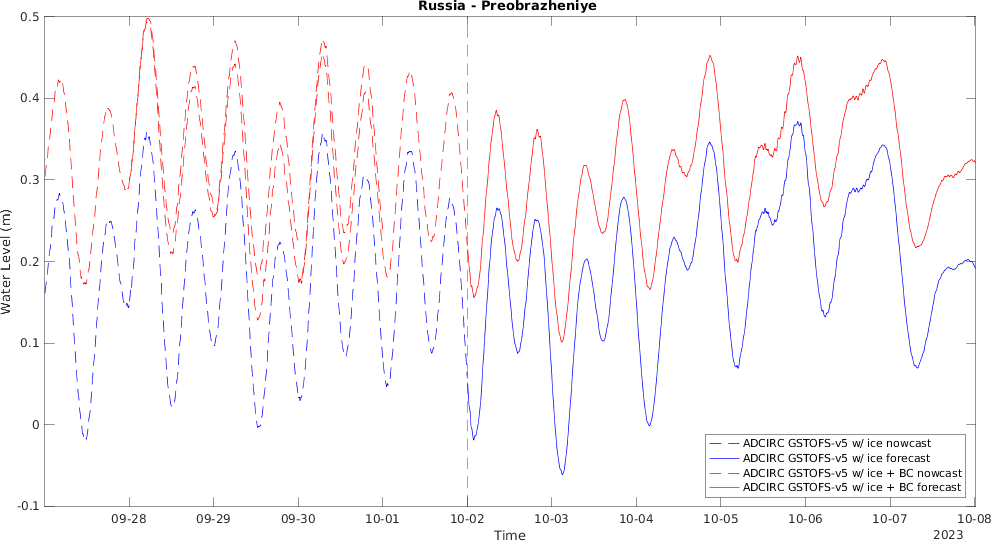 Russia - Preobrazheniye
Water Level (m)
0.5
0.4
0.3
0.2
0.1
0
-0.1
ADCIRC GSTOFS-v5 w/ ice nowcast
ADCIRC GSTOFS-v5 w/ ice forecast
ADCIRC GSTOFS-v5 w/ ice + BC nowcast
ADCIRC GSTOFS-v5 w/ ice + BC forecast
09-28 09-29 09-30 10-01 10-02 10-03 10-04 10-05 10-06 10-07 10-08
Time
2023